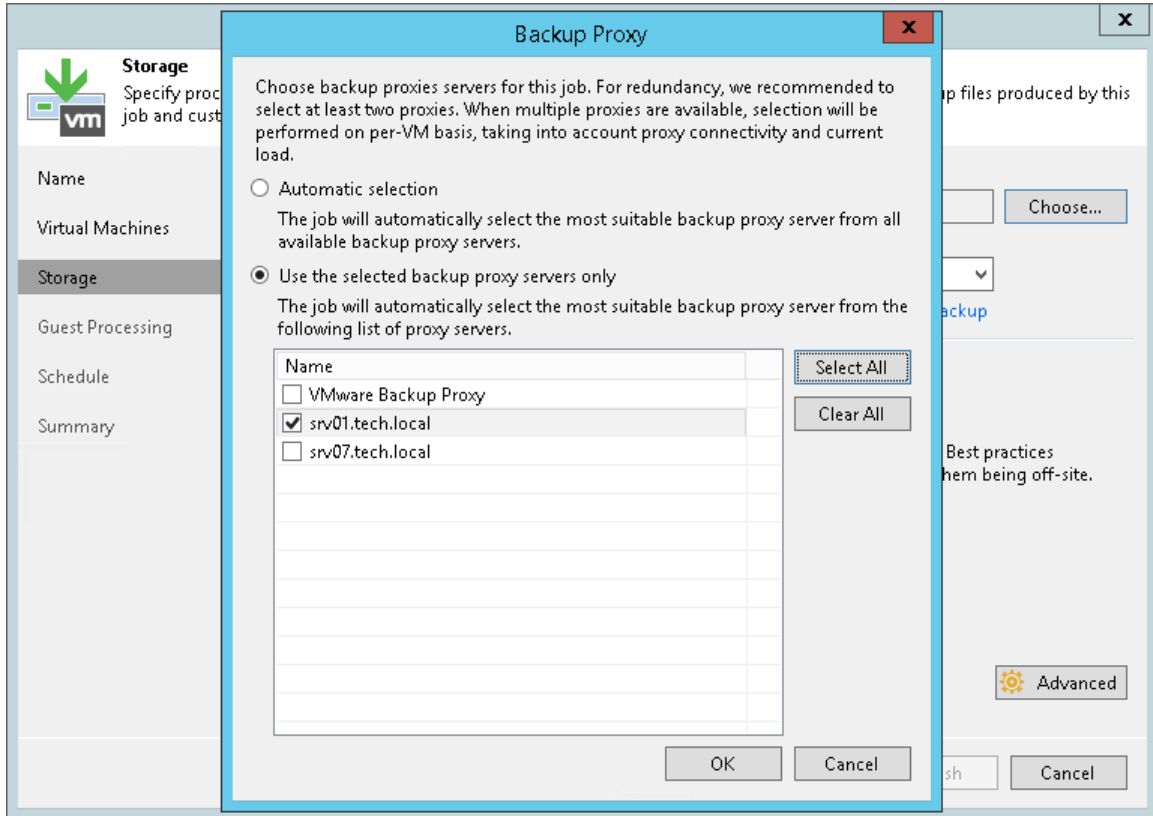 Backup Proxy
x
x
Storage
Specify proc
job and cust
p files produced by this
vm
Name
Virtual Machines
Storage
Guest Processing
Schedule
Summary
Choose backup proxies servers for this job. For redundancy, we recommended to
select at least two proxies. When multiple proxies are available, selection will be
performed on per-VM basis, taking into account proxy connectivity and current
load.
Automatic selection
The job will automatically select the most suitable backup proxy server from all
available backup proxy servers.
Use the selected backup proxy servers only
The job will automatically select the most suitable backup proxy server from the
following list of proxy servers.
Name
VMware Backup Proxy
srv01.tech.local
srv07.tech.local
Select All
Clear All
OK
Cancel
Choose...
ackup
Best practices
hem being off-site.
Advanced
sh
Cancel